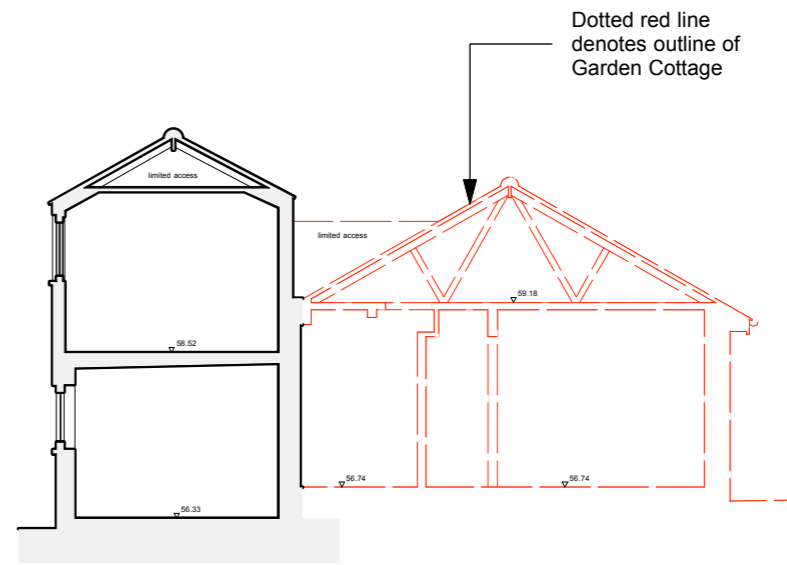 Dotted red line
denotes outline of
Garden Cottage
limited access
limited access
59.18
58.52
56.74
56.74
56.33